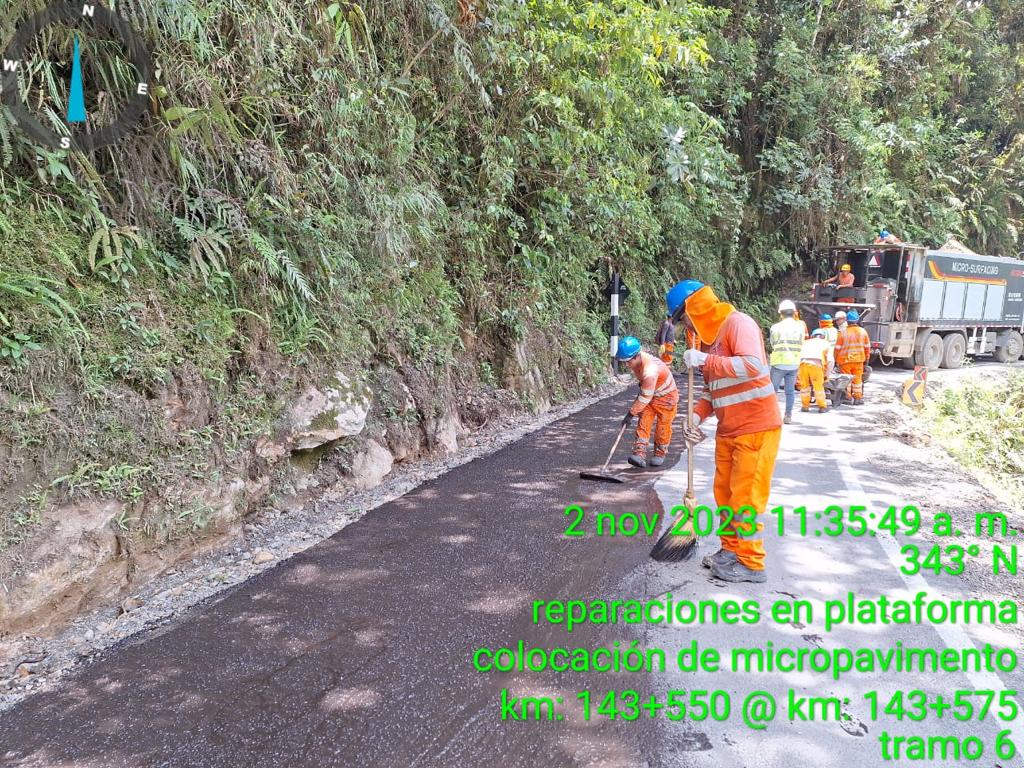 N
W
E
S
MICRO-SURFACING
2 nov 2023 11:35:49 a. m.
343° N
reparaciones en plataforma
colocación de micropavimento
km: 143+550 @ km: 143+575
tramo 6